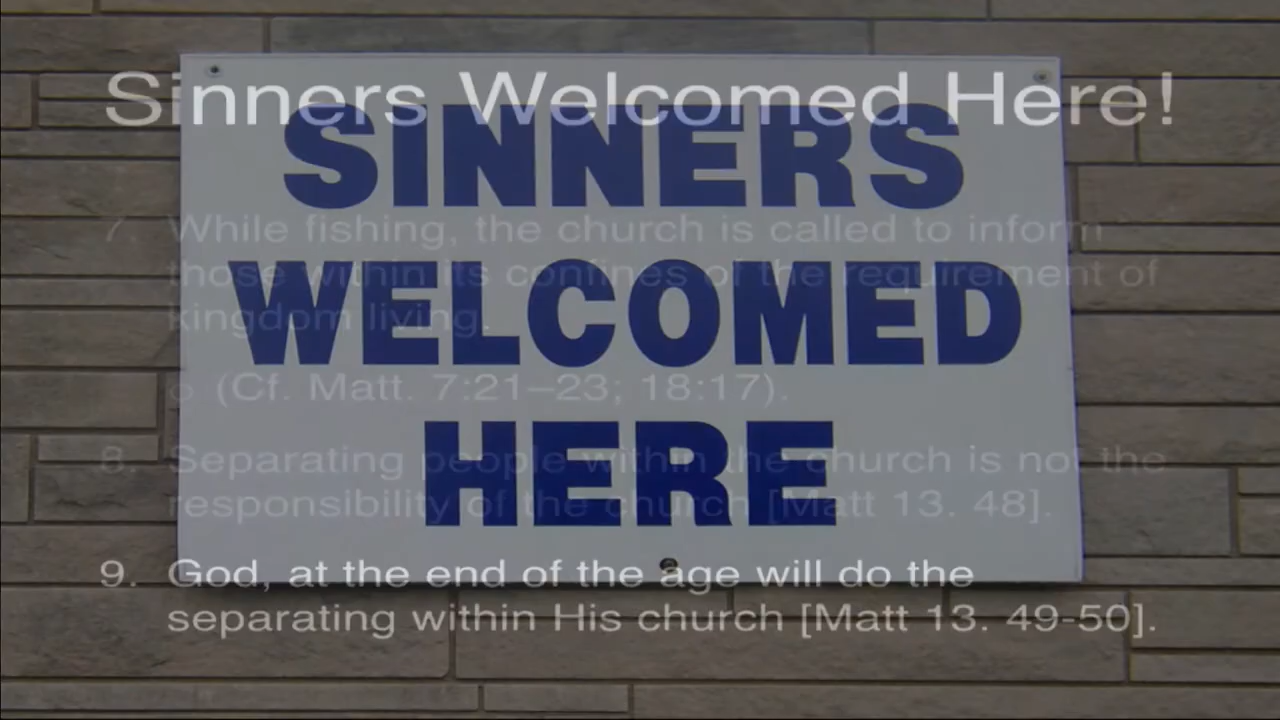 Sinners Welcomed Here!
SINNERS
WELCOMED
HERE
7. While fishing, the church is called to inform
those within its confines of the requirement of
kingdom living.
o (Cf. Matt. 7:21–23; 18:17).
8. Separating people within the church is not the
responsibility of the church [Matt 13. 48].
9. God, at the end of the age will do the
separating within His church [Matt 13. 49-50].